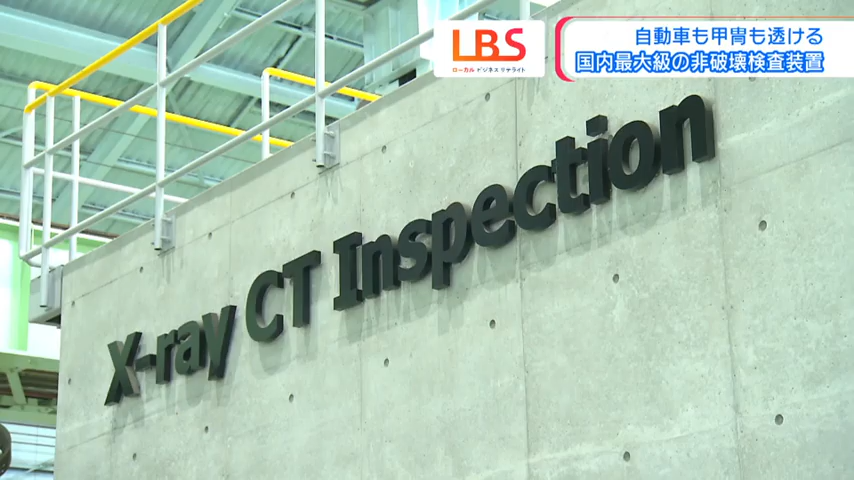 LBS
ローカル ビジネス サテライト
自動車も甲冑も透ける
国内最大級の非破壊検査装置
X-ray CT Inspection